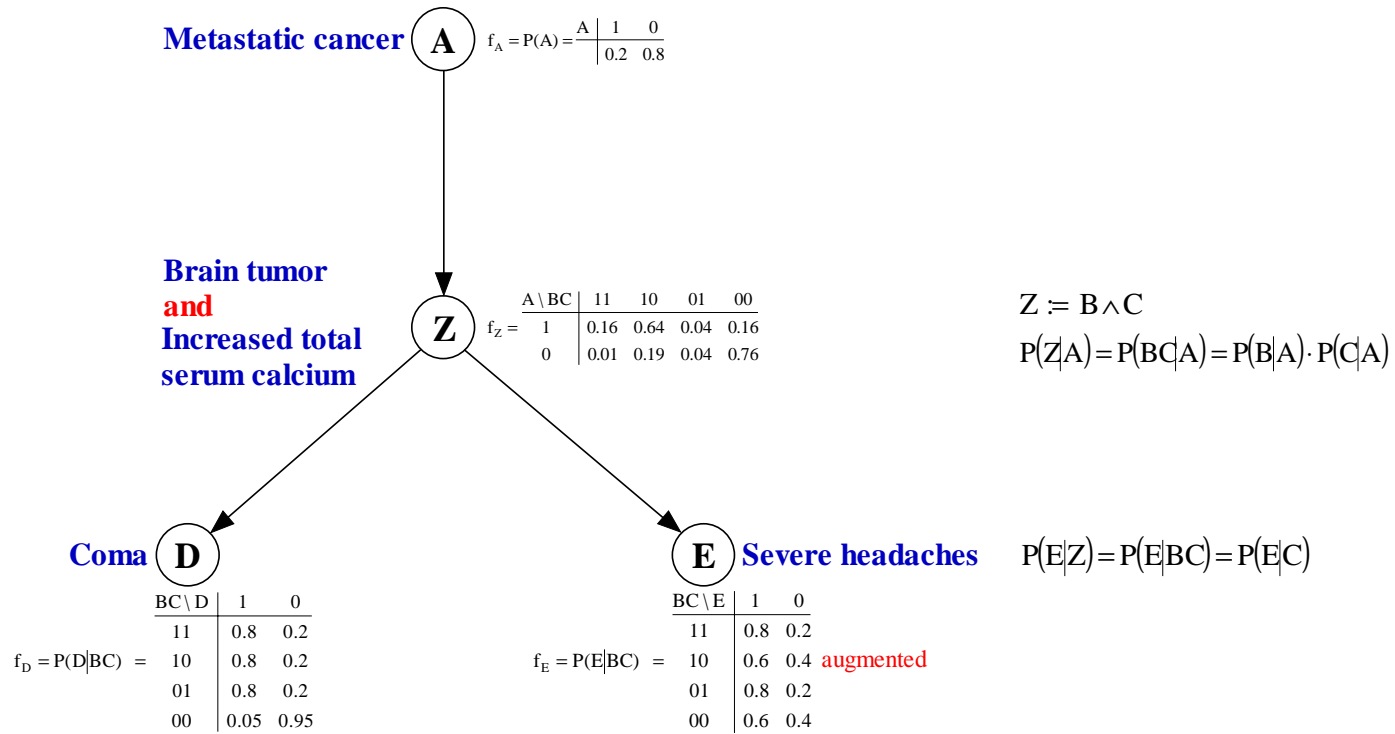 Metastatic cancer
A
f_A = P(A) =
A | 1 0
0.2 0.8
Brain tumor
and
Increased total
serum calcium
Z
f_Z =
A \ BC | 11 10 01 00
1 | 0.16 0.64 0.04 0.16
0 | 0.01 0.19 0.04 0.76
Z := B ∧ C
P(Z|A) = P(BC|A) = P(B|A) · P(C|A)
Coma
D
BC \ D | 1 0
11 | 0.8 0.2
f_D = P(D|BC) = 10 | 0.8 0.2
01 | 0.8 0.2
00 | 0.05 0.95
E
Severe headaches
P(E|Z) = P(E|BC) = P(E|C)
BC \ E | 1 0
11 | 0.8 0.2
f_E = P(E|BC) = 10 | 0.6 0.4 augmented
01 | 0.8 0.2
00 | 0.6 0.4